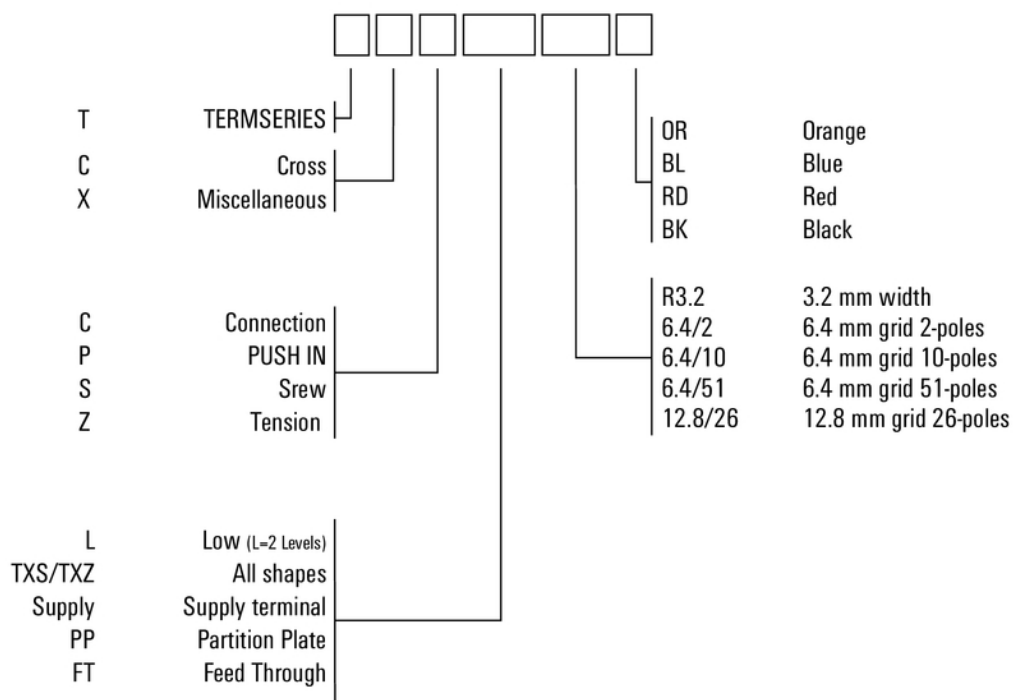 T TERMSERIES
C Cross
X Miscellaneous
C Connection
P PUSH IN
S Srew
Z Tension
L Low (L=2 Levels)
TXS/TXZ All shapes
Supply Supply terminal
PP Partition Plate
FT Feed Through
OR Orange
BL Blue
RD Red
BK Black
R3.2 3.2 mm width
6.4/2 6.4 mm grid 2-poles
6.4/10 6.4 mm grid 10-poles
6.4/51 6.4 mm grid 51-poles
12.8/26 12.8 mm grid 26-poles